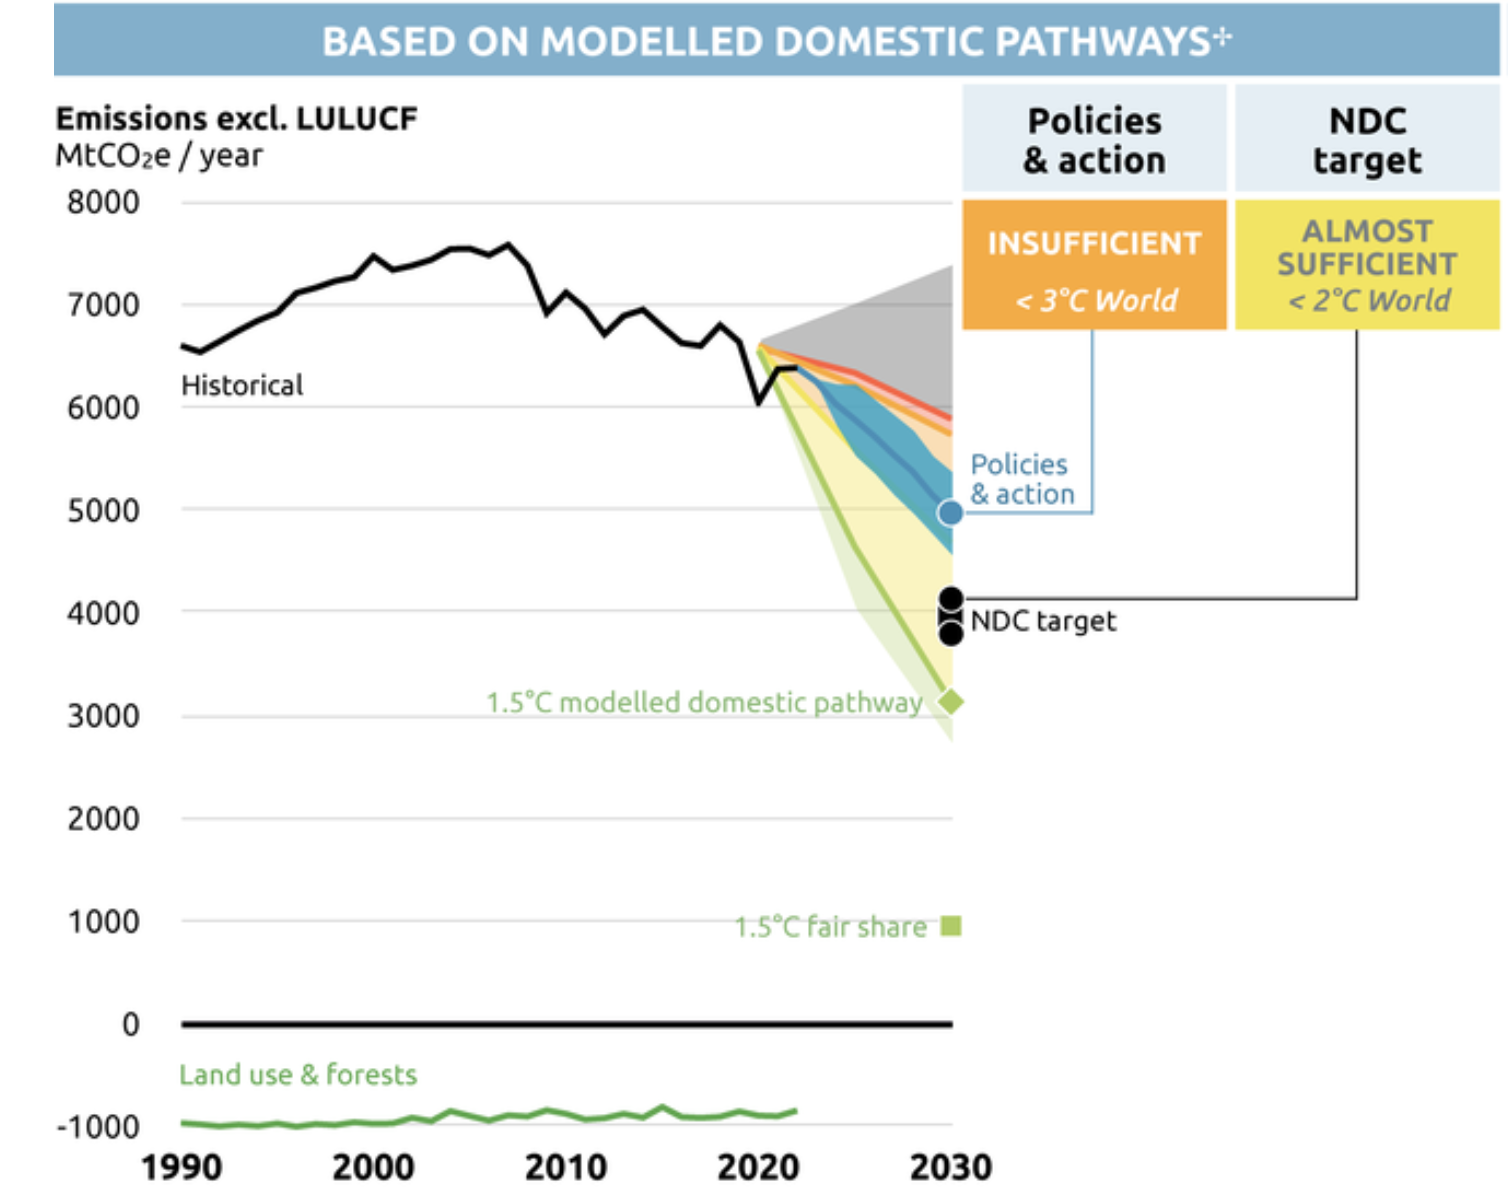 BASED ON MODELLED DOMESTIC PATHWAYS✢
Emissions excl. LULUCF
MtCO₂e / year
Policies
& action
NDC
target
INSUFFICIENT
< 3°C World
ALMOST
SUFFICIENT
< 2°C World
8000
7000
Historical
6000
Policies
& action
5000
4000
NDC target
1.5°C modelled domestic pathway
3000
2000
1000
1.5°C fair share
0
Land use & forests
-1000
1990 2000 2010 2020 2030